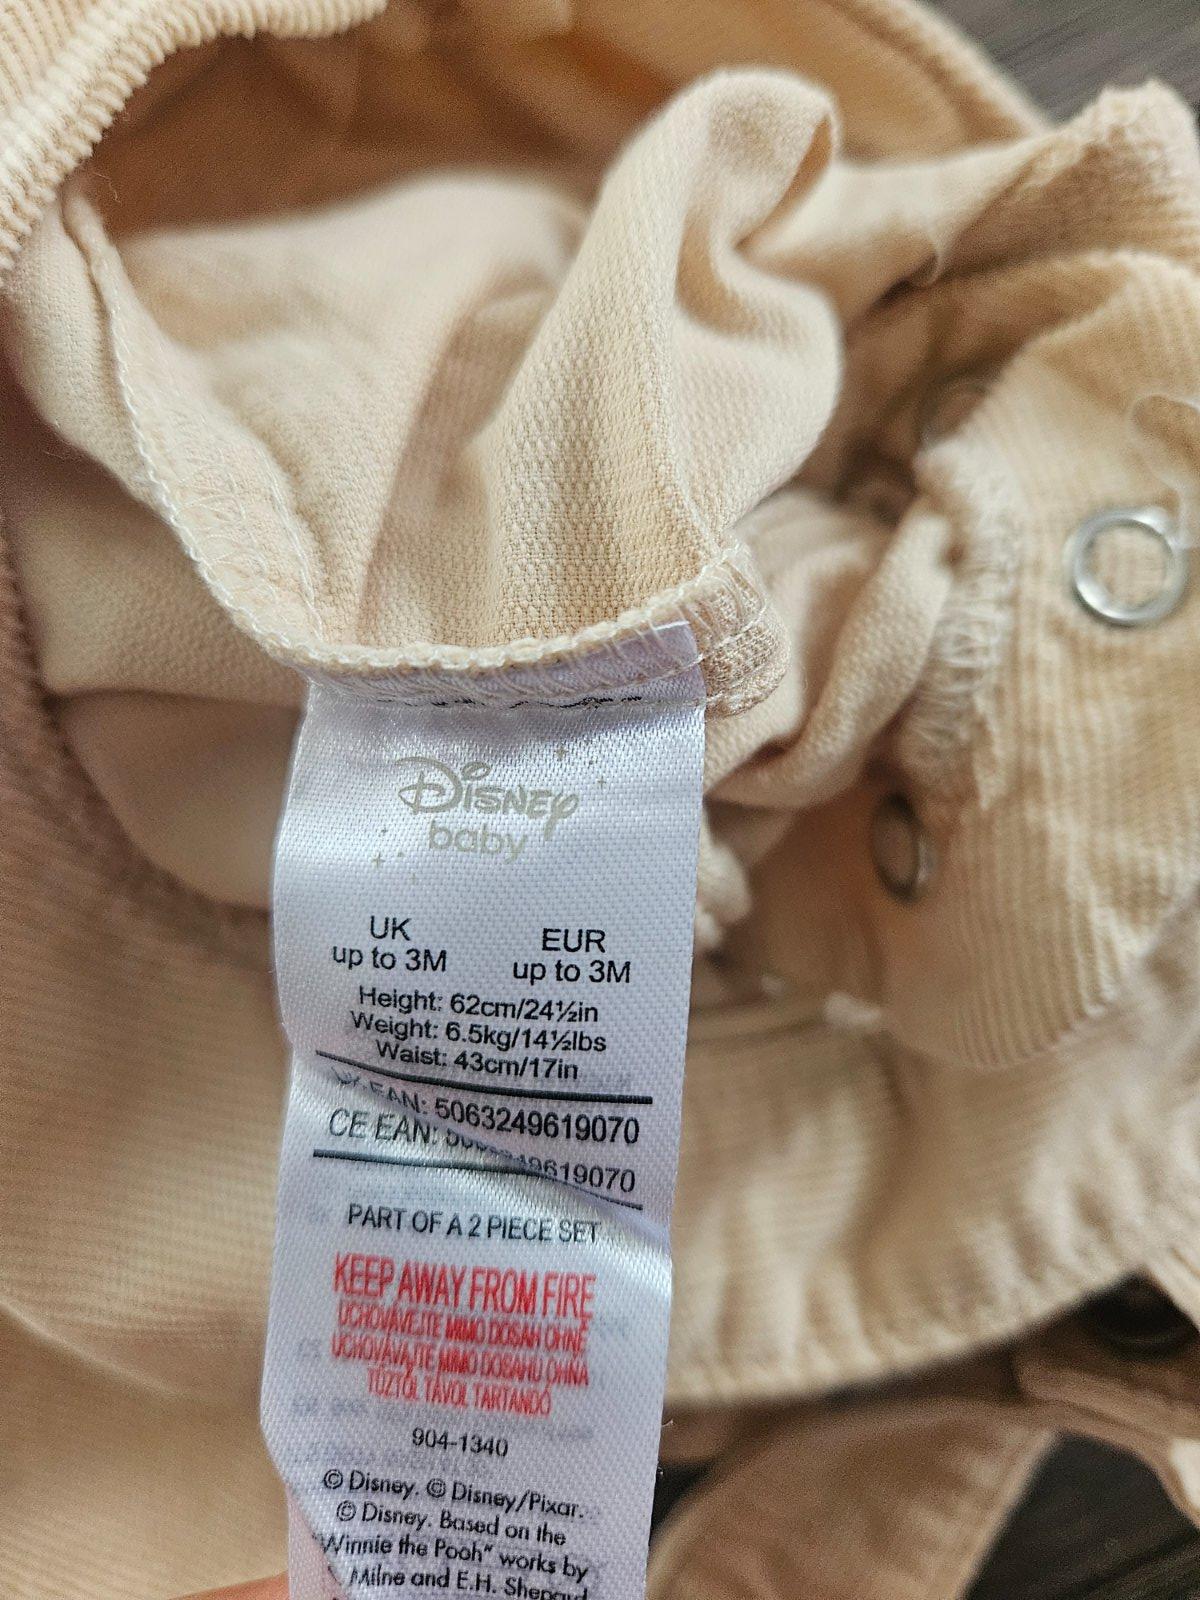 Disney
baby
UK
up to 3M
EUR
up to 3M
Height: 62cm/24½in
Weight: 6.5kg/14½lbs
Waist: 43cm/17in
UK EAN: 5063249619070
CE EAN:
PART OF A 2 PIECE SET
KEEP AWAY FROM FIRE
UCHOVÁVEJTE MIMO DOSAH OHNĚ
UCHOVÁVAJTE MIMO DOSAHU OHŇA
TŰZTŐL TÁVOL TARTANDÓ
904-1340
© Disney. © Disney/Pixar.
© Disney. Based on the
"Winnie the Pooh" works by
Milne and E.H. Shepard